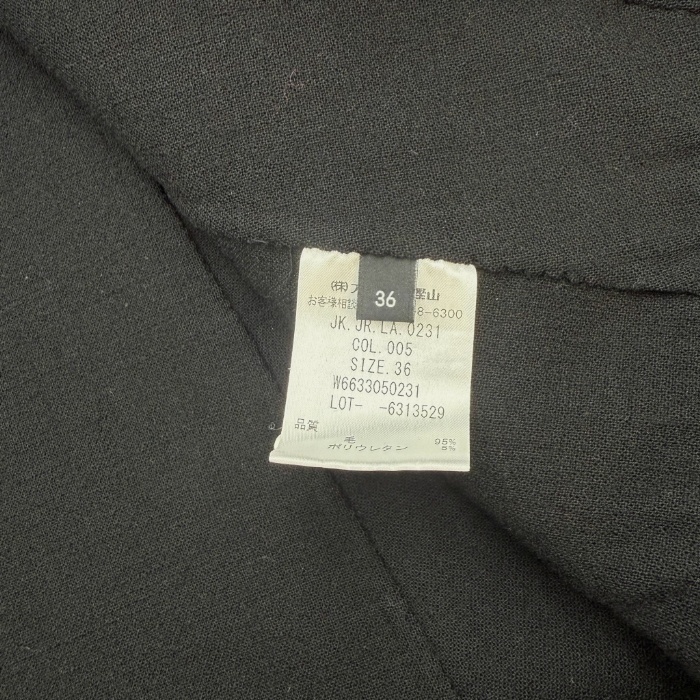 (株)
36
お客様相談 8-6300
JK.JR.LA.0231
COL.005
SIZE.36
W6633050231
LOT- -6313529
品質
毛 95%
ポリウレタン 5%